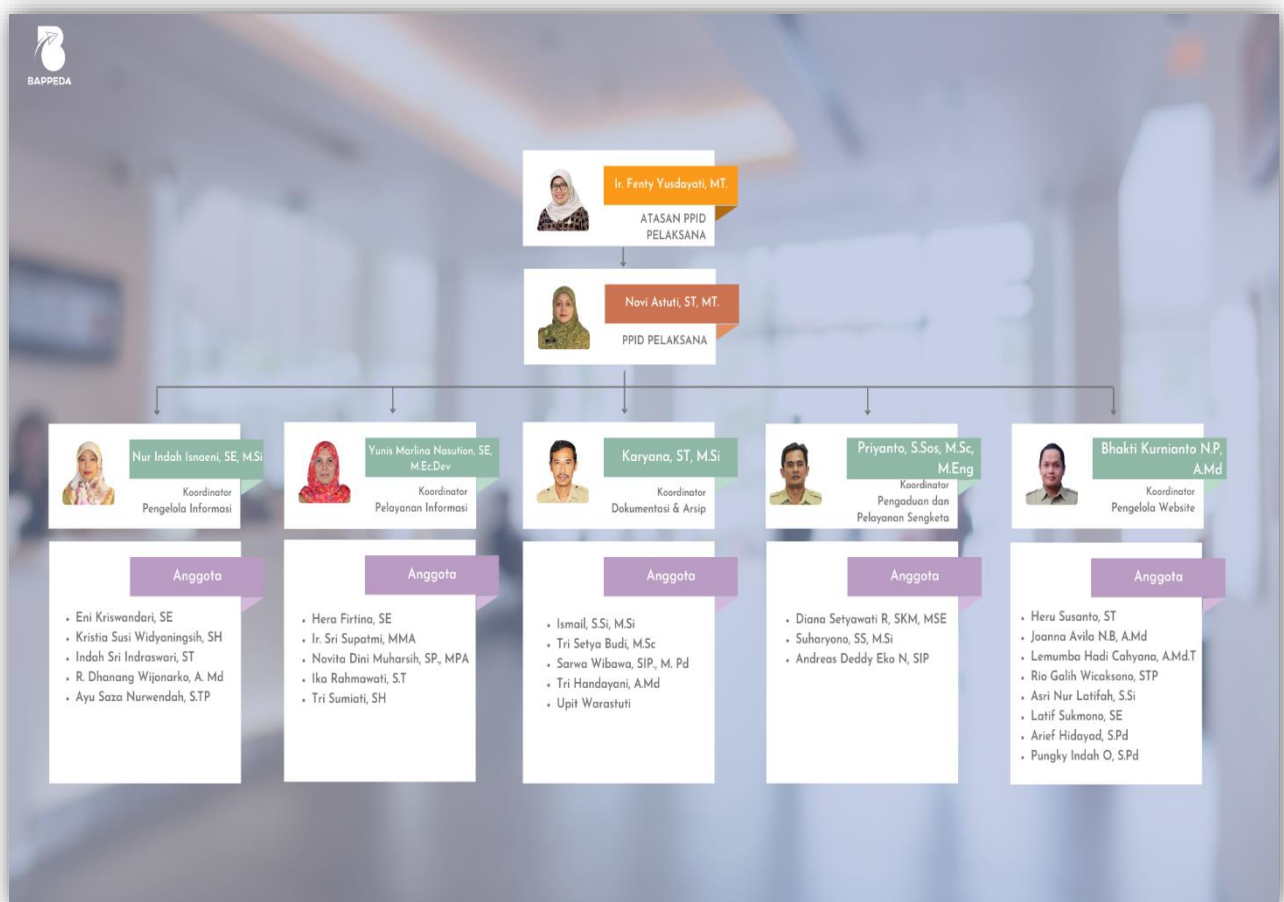 BAPPEDA
Ir. Fenty Yusdayati, MT.
ATASAN PPID
PELAKSANA
Novi Astuti, ST, MT.
PPID PELAKSANA
Nur Indah Isnaeni, SE, M.Si
Koordinator
Pengelola Informasi
Yunis Marlina Nasution, SE,
M.Ec.Dev
Koordinator
Pelayanan Informasi
Karyana, ST, M.Si
Koordinator
Dokumentasi & Arsip
Priyanto, S.Sos, M.Sc,
M.Eng
Koordinator
Pengaduan dan
Pelayanan Sengketa
Bhakti Kurnianto N.P,
A.Md
Koordinator
Pengelola Website
Anggota
• Eni Kriswandari, SE
• Kristia Susi Widyaningsih, SH
• Indah Sri Indraswari, ST
• R. Dhanang Wijonarko, A. Md
• Ayu Saza Nurwendah, S.TP
Anggota
• Hera Firtina, SE
• Ir. Sri Supatmi, MMA
• Novita Dini Muharsih, SP., MPA
• Ika Rahmawati, S.T
• Tri Sumiati, SH
Anggota
• Ismail, S.Si, M.Si
• Tri Setya Budi, M.Sc
• Sarwa Wibawa, SIP., M. Pd
• Tri Handayani, A.Md
• Upit Warastuti
Anggota
• Diana Setyawati R, SKM, MSE
• Suharyono, SS, M.Si
• Andreas Deddy Eko N, SIP
Anggota
• Heru Susanto, ST
• Joanna Avila N.B, A.Md
• Lemumba Hadi Cahyana, A.Md.T
• Rio Galih Wicaksono, STP
• Asri Nur Latifah, S.Si
• Latif Sukmono, SE
• Arief Hidayad, S.Pd
• Pungky Indah O, S.Pd